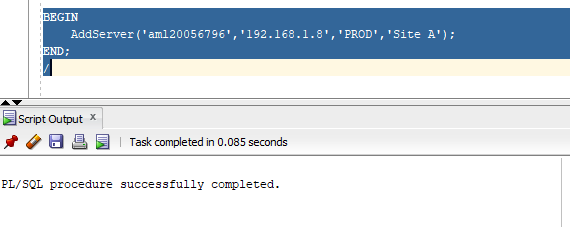 BEGIN
AddServer('aml20056796','192.168.1.8','PROD','Site A');
END;
/
Script Output x
Task completed in 0.085 seconds
PL/SQL procedure successfully completed.